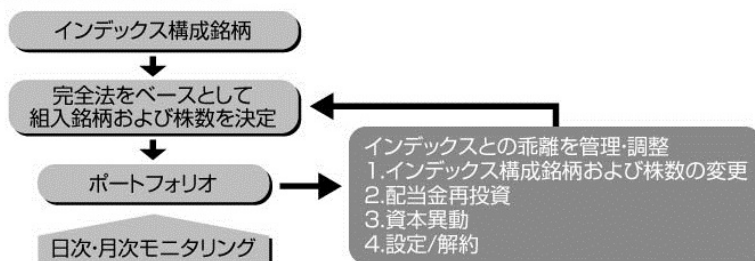 インデックス構成銘柄
完全法をベースとして
組入銘柄および株数を決定
ポートフォリオ
日次・月次モニタリング
インデックスとの乖離を管理・調整
1.インデックス構成銘柄および株数の変更
2.配当金再投資
3.資本異動
4.設定/解約